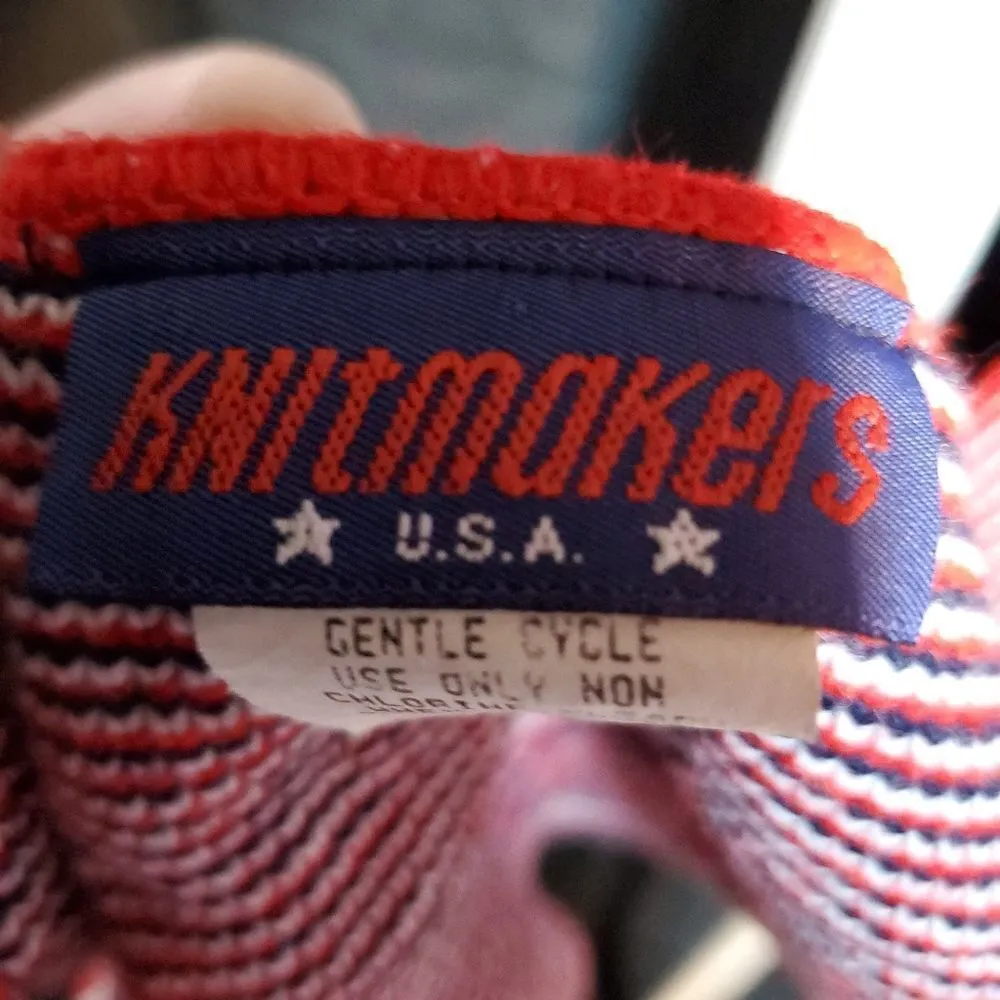 KNItmakers
U.S.A.
GENTLE CYCLE
USE ONLY NON